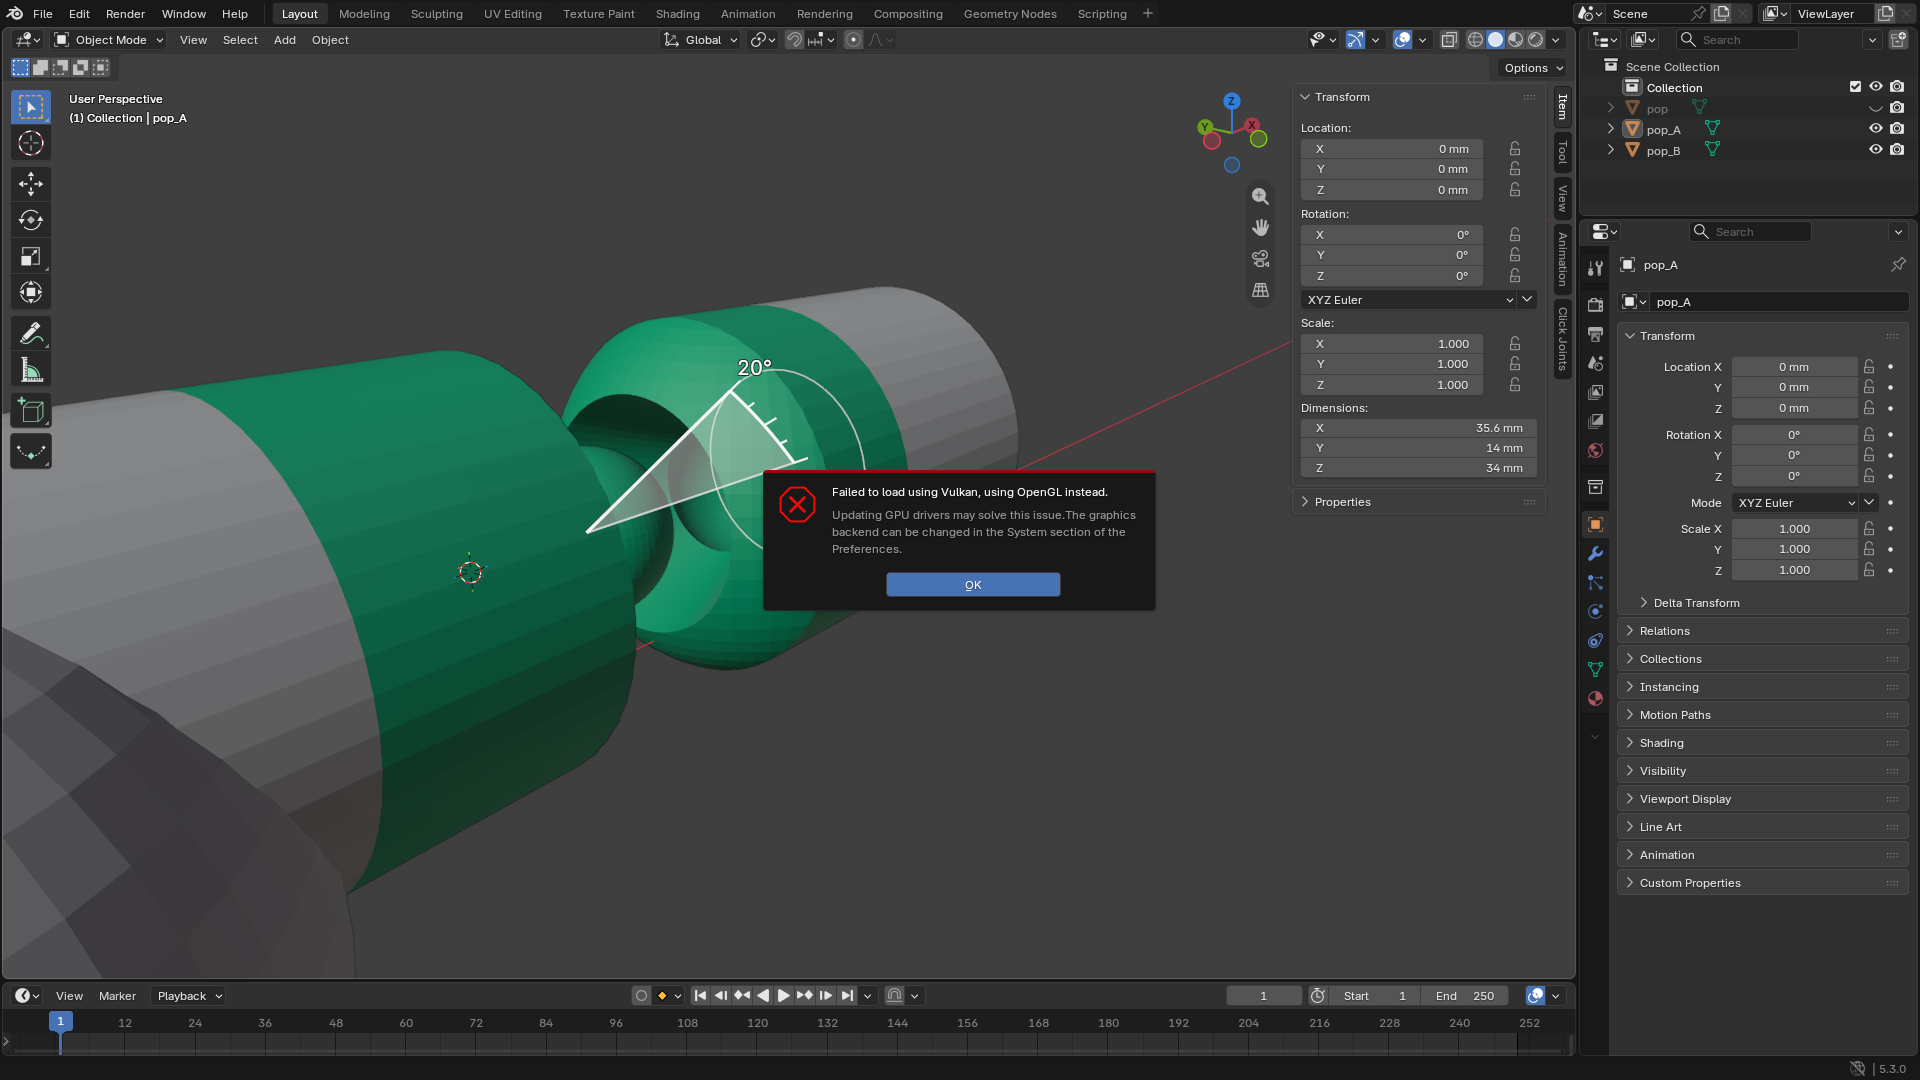 File Edit Render Window Help Layout Modeling Sculpting UV Editing Texture Paint Shading Animation Rendering Compositing Geometry Nodes Scripting + Scene ViewLayer
Object Mode View Select Add Object Global Search
Options
User Perspective
(1) Collection | pop_A
Z
Y
X
20°
Transform
Location:
X 0 mm
Y 0 mm
Z 0 mm
Rotation:
X 0°
Y 0°
Z 0°
XYZ Euler
Scale:
X 1.000
Y 1.000
Z 1.000
Dimensions:
X 35.6 mm
Y 14 mm
Z 34 mm
Properties
Item
Tool
View
Animation
Click Joints
Failed to load using Vulkan, using OpenGL instead.
Updating GPU drivers may solve this issue.The graphics
backend can be changed in the System section of the
Preferences.
OK
Scene Collection
Collection
pop
pop_A
pop_B
Search
pop_A
pop_A
Transform
Location X 0 mm
Y 0 mm
Z 0 mm
Rotation X 0°
Y 0°
Z 0°
Mode XYZ Euler
Scale X 1.000
Y 1.000
Z 1.000
Delta Transform
Relations
Collections
Instancing
Motion Paths
Shading
Visibility
Viewport Display
Line Art
Animation
Custom Properties
View Marker Playback 1 Start 1 End 250
1 12 24 36 48 60 72 84 96 108 120 132 144 156 168 180 192 204 216 228 240 252
5.3.0